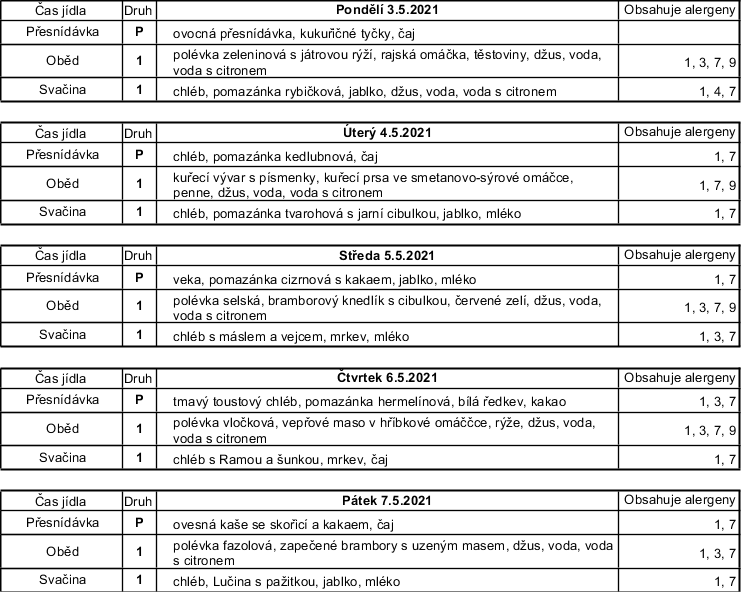 Čas jídla Druh Pondělí 3.5.2021 Obsahuje alergeny
Přesnídávka P ovocná přesnídávka, kukuřičné tyčky, čaj
Oběd 1 polévka zeleninová s játrovou rýží, rajská omáčka, těstoviny, džus, voda, voda s citronem 1, 3, 7, 9
Svačina 1 chléb, pomazánka rybičková, jablko, džus, voda, voda s citronem 1, 4, 7
Čas jídla Druh Úterý 4.5.2021 Obsahuje alergeny
Přesnídávka P chléb, pomazánka kedlubnová, čaj 1, 7
Oběd 1 kuřecí vývar s písmenky, kuřecí prsa ve smetanovo-sýrové omáčce, penne, džus, voda, voda s citronem 1, 7, 9
Svačina 1 chléb, pomazánka tvarohová s jarní cibulkou, jablko, mléko 1, 7
Čas jídla Druh Středa 5.5.2021 Obsahuje alergeny
Přesnídávka P veka, pomazánka cizrnová s kakaem, jablko, mléko 1, 7
Oběd 1 polévka selská, bramborový knedlík s cibulkou, červené zelí, džus, voda, voda s citronem 1, 3, 7, 9
Svačina 1 chléb s máslem a vejcem, mrkev, mléko 1, 3, 7
Čas jídla Druh Čtvrtek 6.5.2021 Obsahuje alergeny
Přesnídávka P tmavý toustový chléb, pomazánka hermelínová, bílá ředkev, kakao 1, 3, 7
Oběd 1 polévka vločková, vepřové maso v hříbkové omáččce, rýže, džus, voda, voda s citronem 1, 3, 7, 9
Svačina 1 chléb s Ramou a šunkou, mrkev, čaj 1, 7
Čas jídla Druh Pátek 7.5.2021 Obsahuje alergeny
Přesnídávka P ovesná kaše se skořicí a kakaem, čaj 1, 7
Oběd 1 polévka fazolová, zapečené brambory s uzeným masem, džus, voda, voda s citronem 1, 3, 7
Svačina 1 chléb, Lučina s pažitkou, jablko, mléko 1, 7